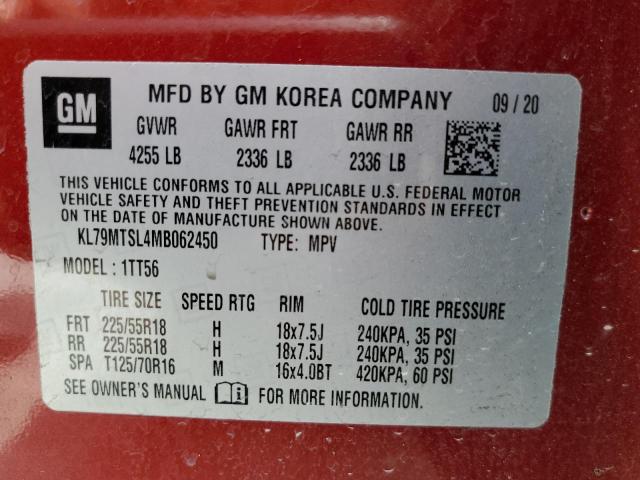 GM MFD BY GM KOREA COMPANY 09 / 20
GVWR GAWR FRT GAWR RR
4255 LB 2336 LB 2336 LB
THIS VEHICLE CONFORMS TO ALL APPLICABLE U.S. FEDERAL MOTOR
VEHICLE SAFETY AND THEFT PREVENTION STANDARDS IN EFFECT
ON THE DATE OF MANUFACTURE SHOWN ABOVE.
KL79MTSL4MB062450 TYPE: MPV
MODEL : 1TT56
TIRE SIZE SPEED RTG RIM COLD TIRE PRESSURE
FRT 225/55R18 H 18x7.5J 240KPA, 35 PSI
RR 225/55R18 H 18x7.5J 240KPA, 35 PSI
SPA T125/70R16 M 16x4.0BT 420KPA, 60 PSI
SEE OWNER'S MANUAL FOR MORE INFORMATION.